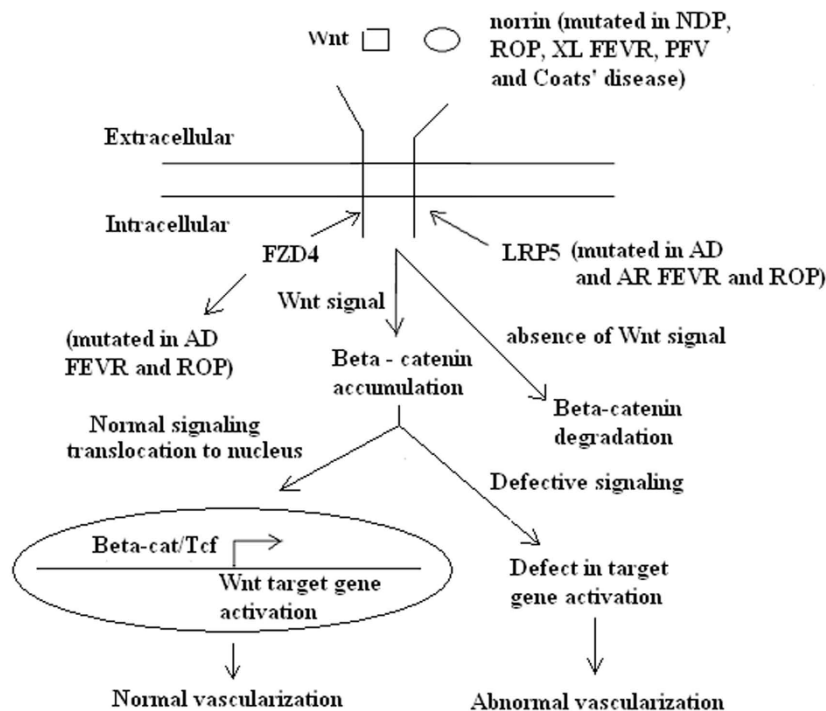 Wnt
norrin (mutated in NDP,
ROP, XL FEVR, PFV
and Coats' disease)
Extracellular
Intracellular
FZD4
LRP5 (mutated in AD
and AR FEVR and ROP)
Wnt signal
(mutated in AD
FEVR and ROP)
absence of Wnt signal
Beta - catenin
accumulation
Beta-catenin
degradation
Normal signaling
translocation to nucleus
Defective signaling
Beta-cat/Tcf
Wnt target gene
activation
Defect in target
gene activation
Normal vascularization
Abnormal vascularization